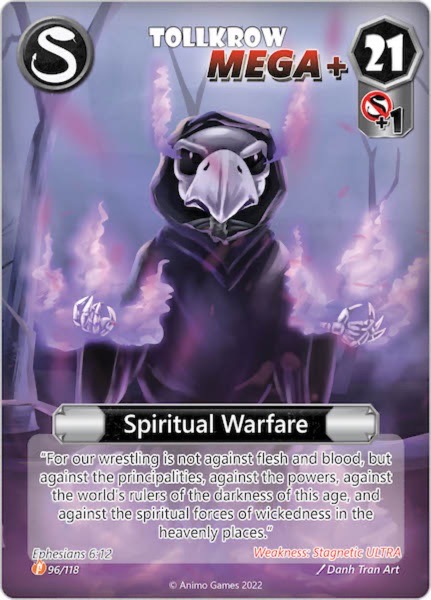 S
TOLLKROW
MEGA+
21
S
+1
Spiritual Warfare
"For our wrestling is not against flesh and blood, but
against the principalities, against the powers, against
the world's rulers of the darkness of this age, and
against the spiritual forces of wickedness in the
heavenly places."
Ephesians 6:12
Weakness: Stagnetic ULTRA
P 96/118
Danh Tran Art
© Animo Games 2022